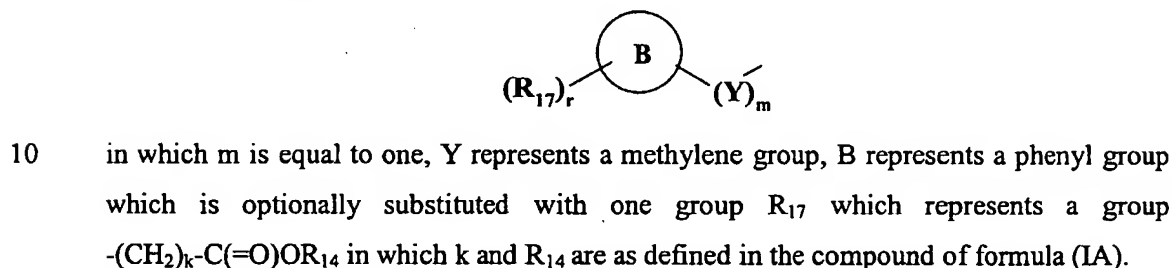 B
(R₁₇)ᵣ (Y)ₘ
10 in which m is equal to one, Y represents a methylene group, B represents a phenyl group
which is optionally substituted with one group R₁₇ which represents a group
-(CH₂)ₖ-C(=O)OR₁₄ in which k and R₁₄ are as defined in the compound of formula (IA).